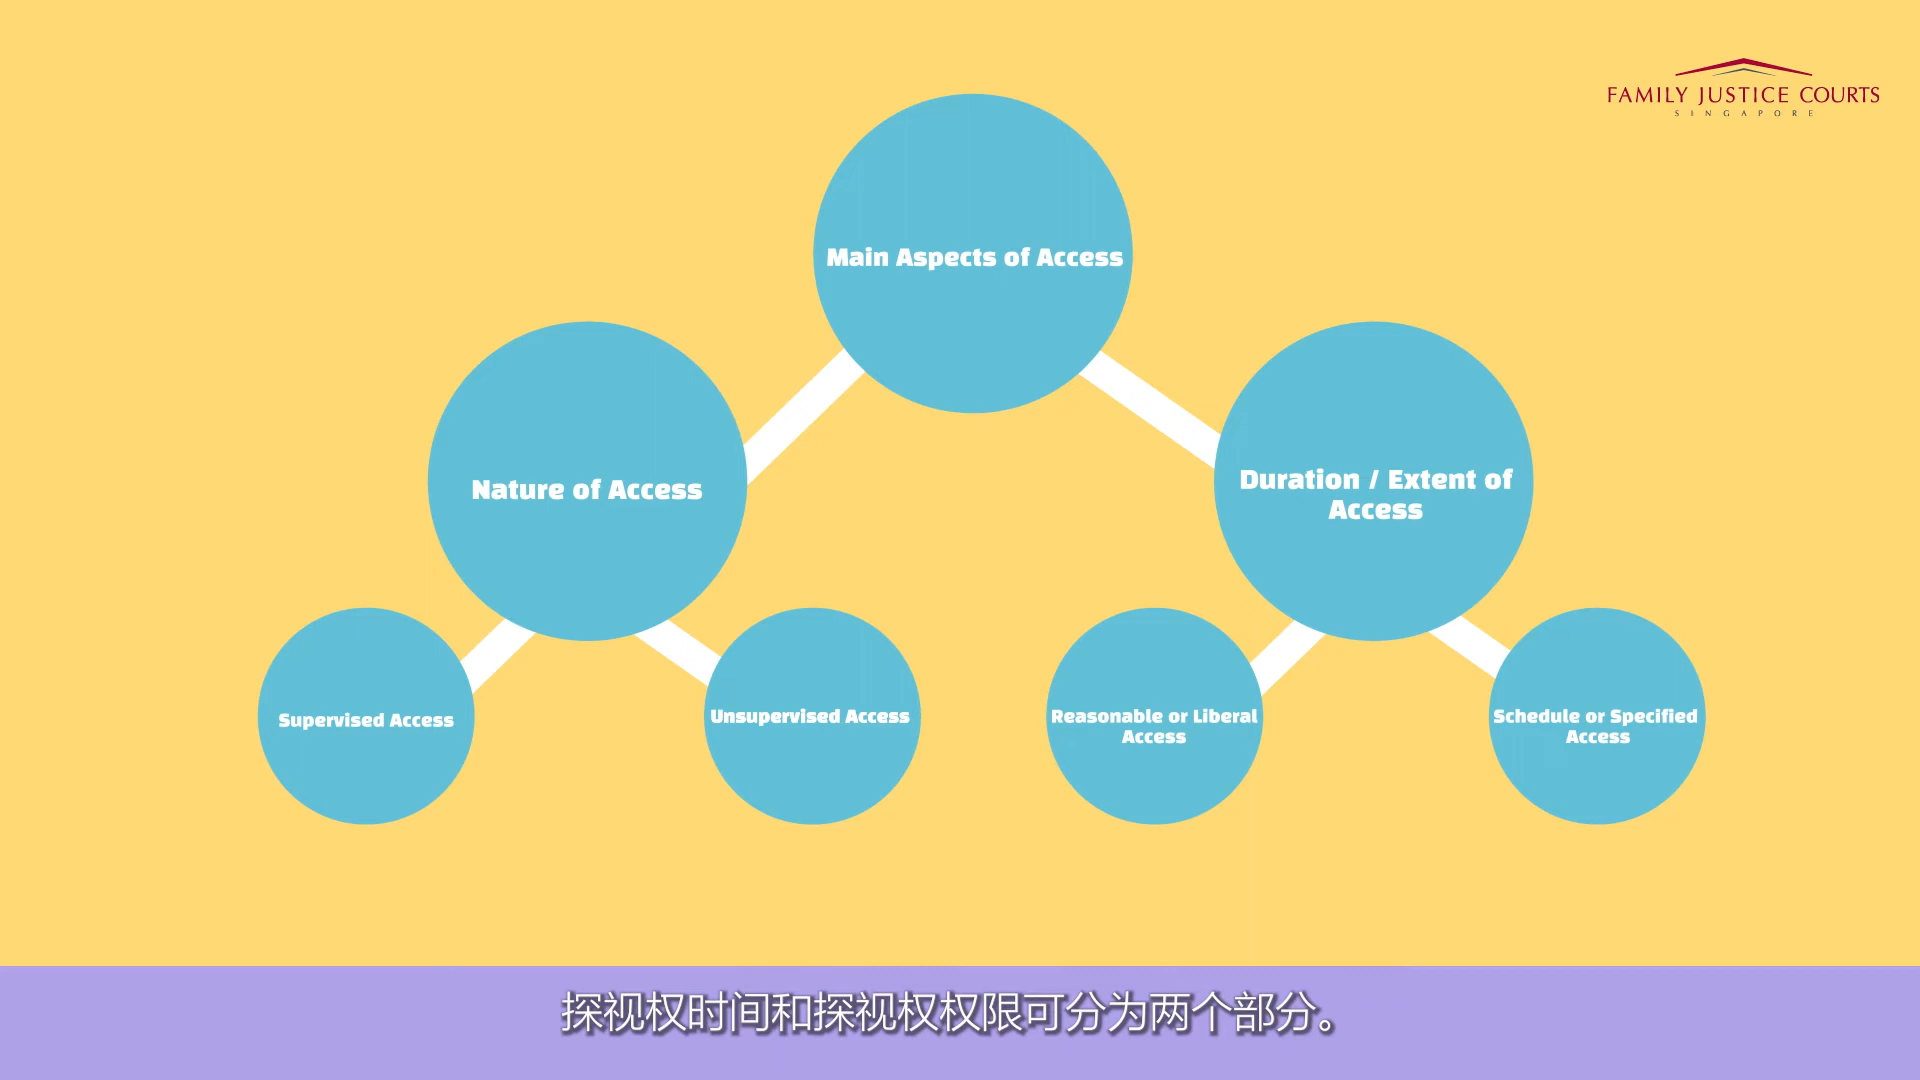 FAMILY JUSTICE COURTS
SINGAPORE
Main Aspects of Access
Nature of Access
Duration / Extent of
Access
Supervised Access
Unsupervised Access
Reasonable or Liberal
Access
Schedule or Specified
Access
探视权时间和探视权权限可分为两个部分。